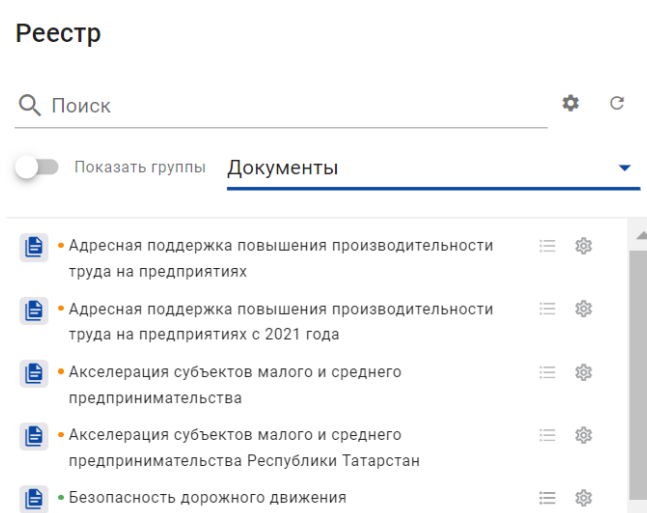 Реестр
Поиск
Показать группы Документы
Адресная поддержка повышения производительности
труда на предприятиях
Адресная поддержка повышения производительности
труда на предприятиях с 2021 года
Акселерация субъектов малого и среднего
предпринимательства
Акселерация субъектов малого и среднего
предпринимательства Республики Татарстан
Безопасность дорожного движения